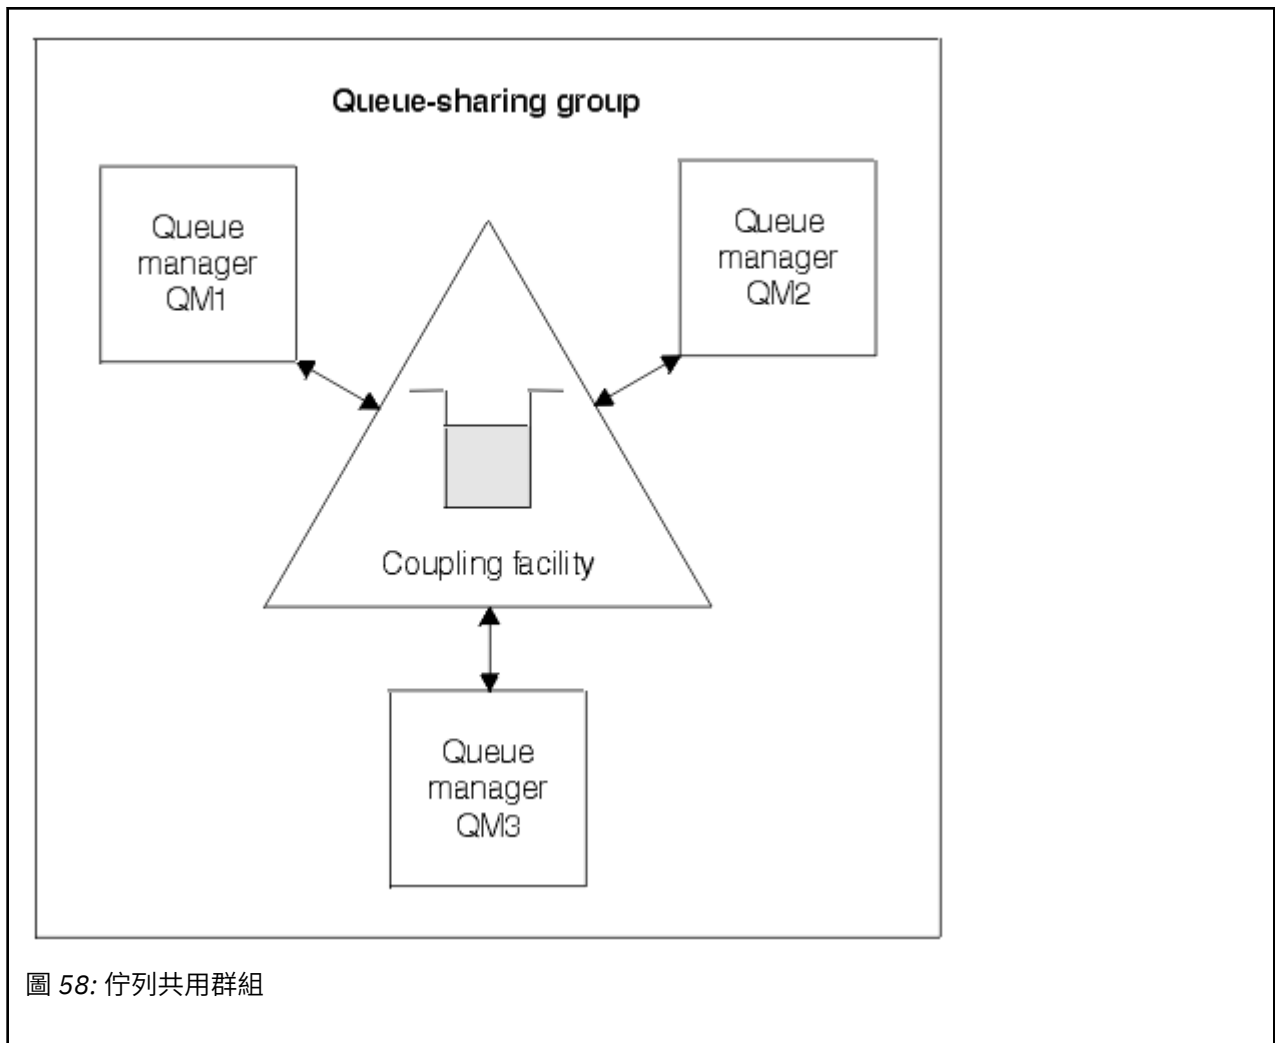 Queue-sharing group
Queue
manager
QM1
Queue
manager
QM2
Coupling facility
Queue
manager
QM3
圖 58: 佇列共用群組